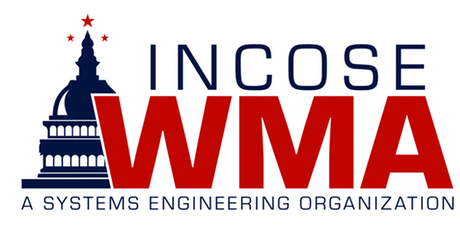 INCOSE
WMA
A SYSTEMS ENGINEERING ORGANIZATION